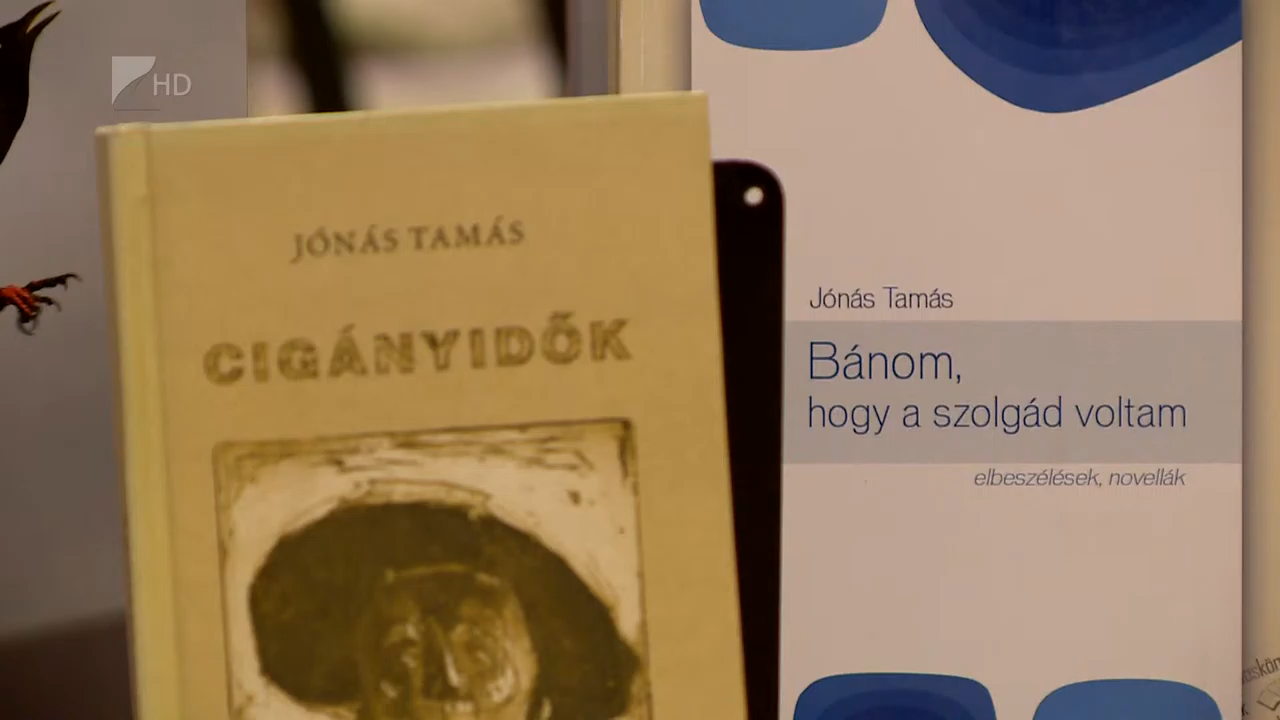 HD
JÓNÁS TAMÁS
CIGÁNYIDŐK
Jónás Tamás
Bánom,
hogy a szolgád voltam
elbeszélések, novellák